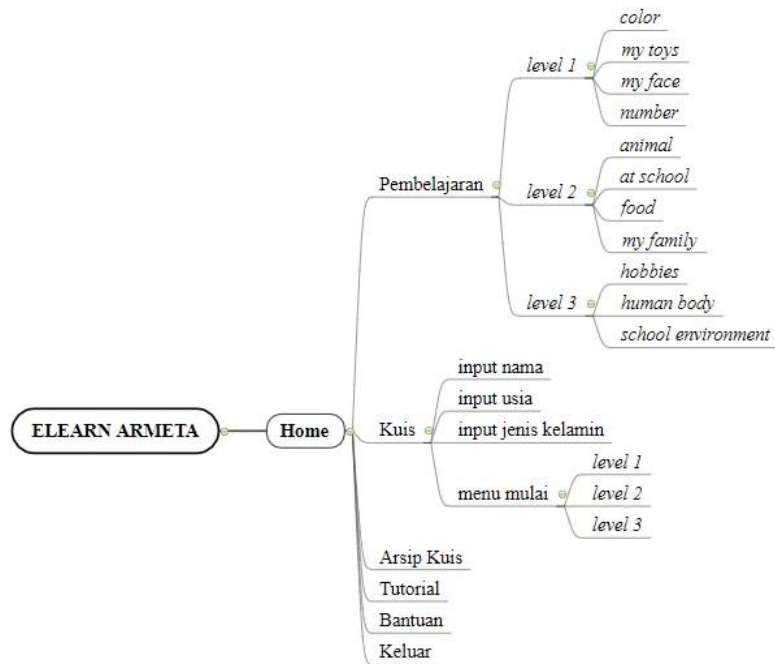 color
my toys
level 1
my face
number
animal
Pembelajaran
at school
level 2
food
my family
hobbies
level 3
human body
school environment
input nama
input usia
ELEARN ARMETA
Home
Kuis
input jenis kelamin
level 1
menu mulai
level 2
level 3
Arsip Kuis
Tutorial
Bantuan
Keluar